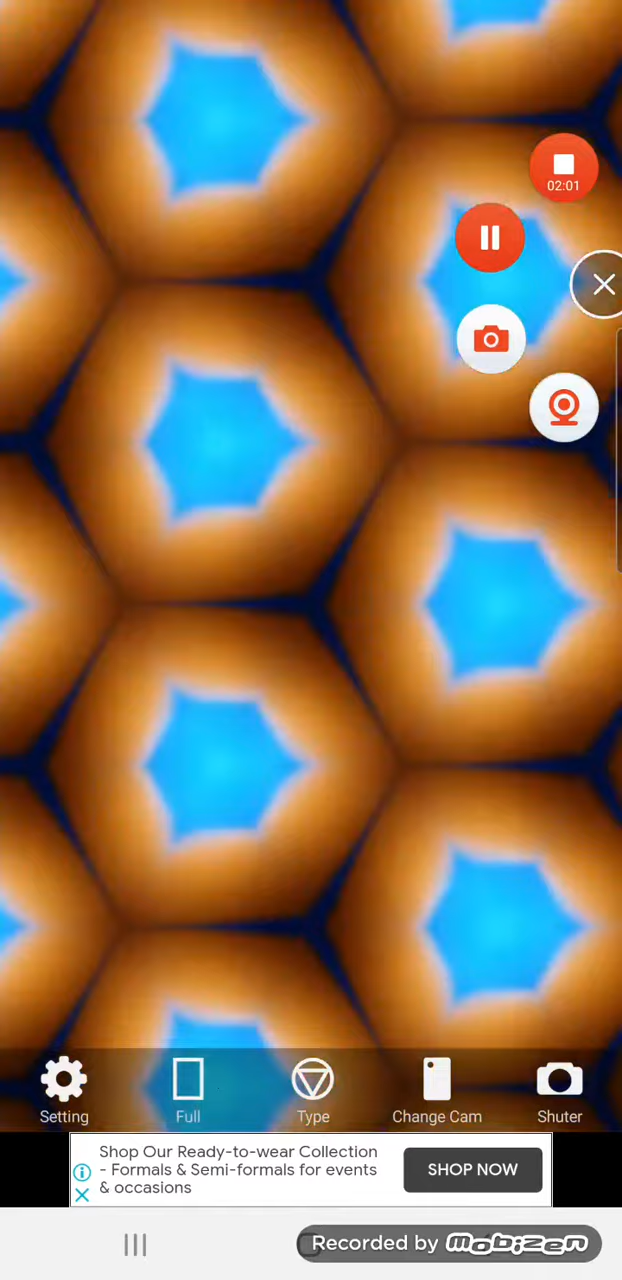 02:01
Setting
Full
Type
Change Cam
Shuter
Shop Our Ready-to-wear Collection
- Formals & Semi-formals for events
& occasions
SHOP NOW
Recorded by mobizen